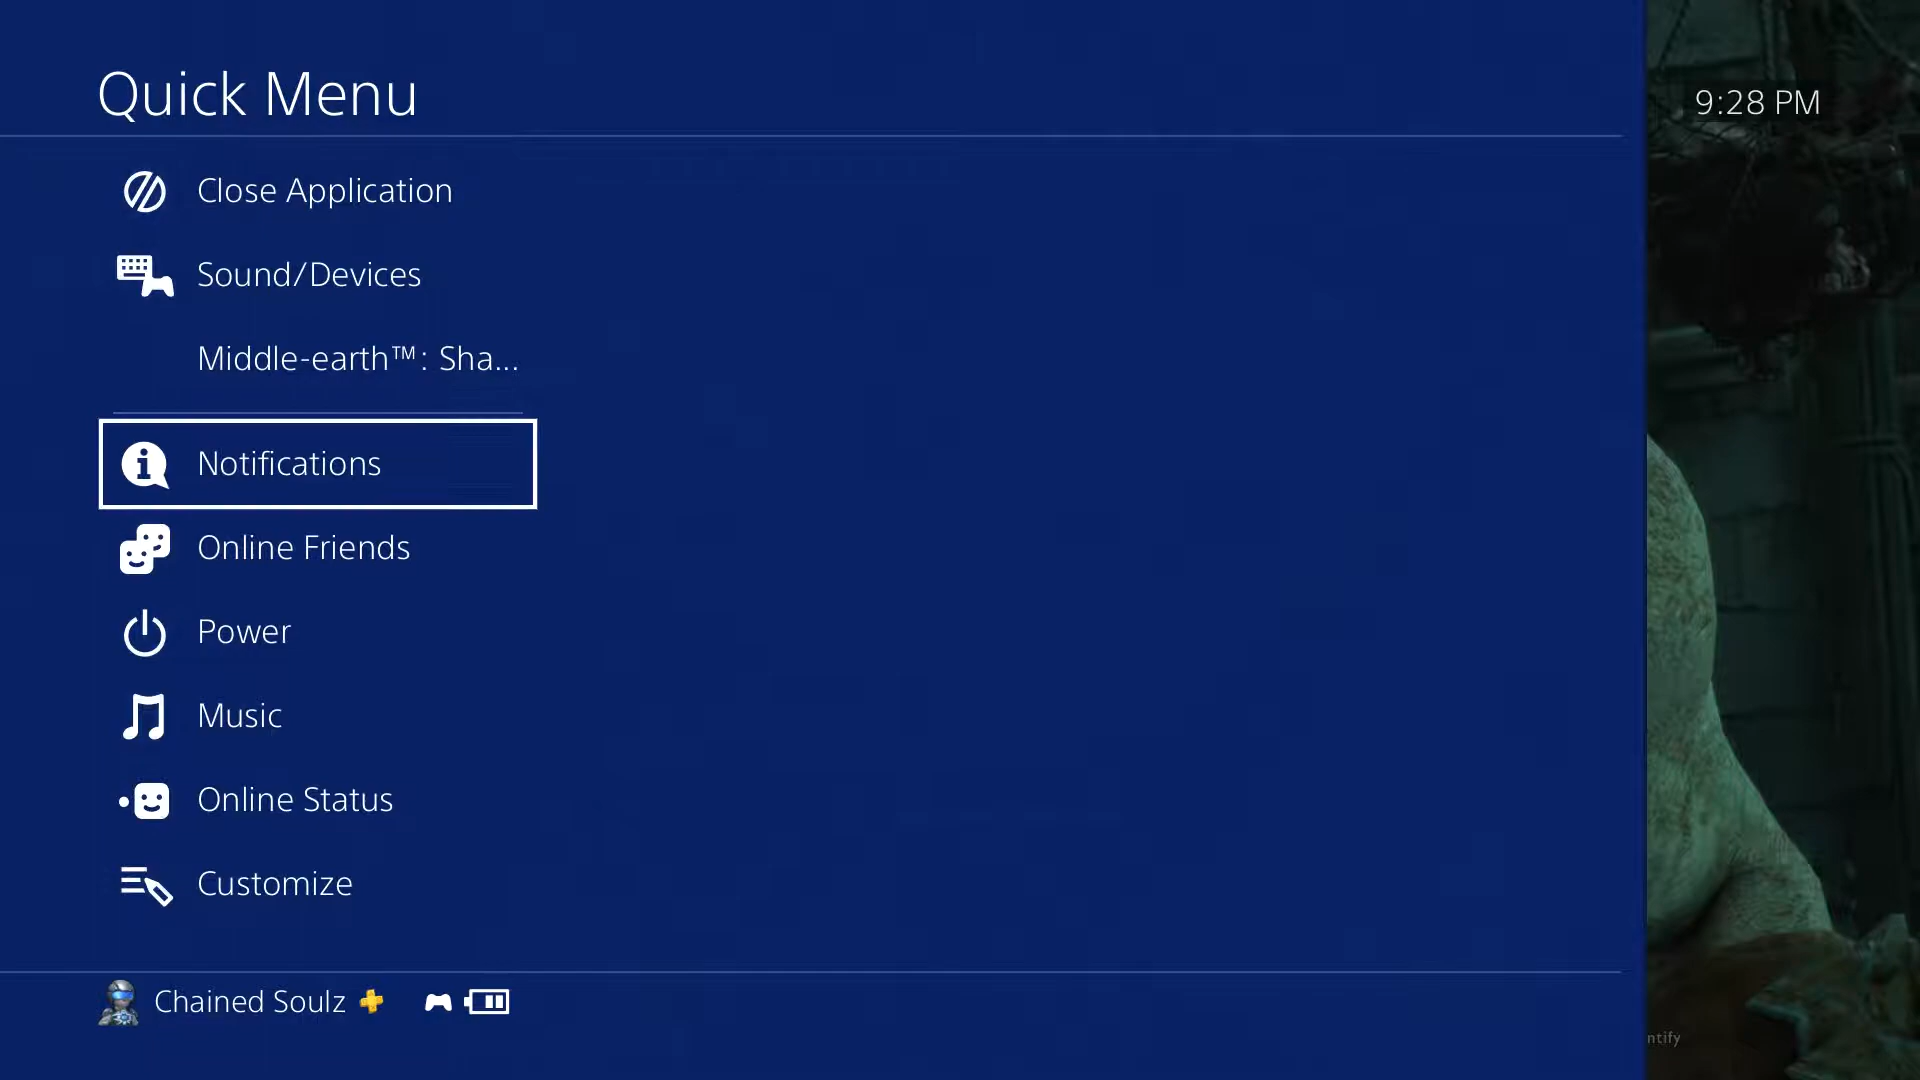 Quick Menu
9:28 PM
Close Application
Sound/Devices
Middle-earth™: Sha...
Notifications
Online Friends
Power
Music
Online Status
Customize
Chained Soulz
ntify